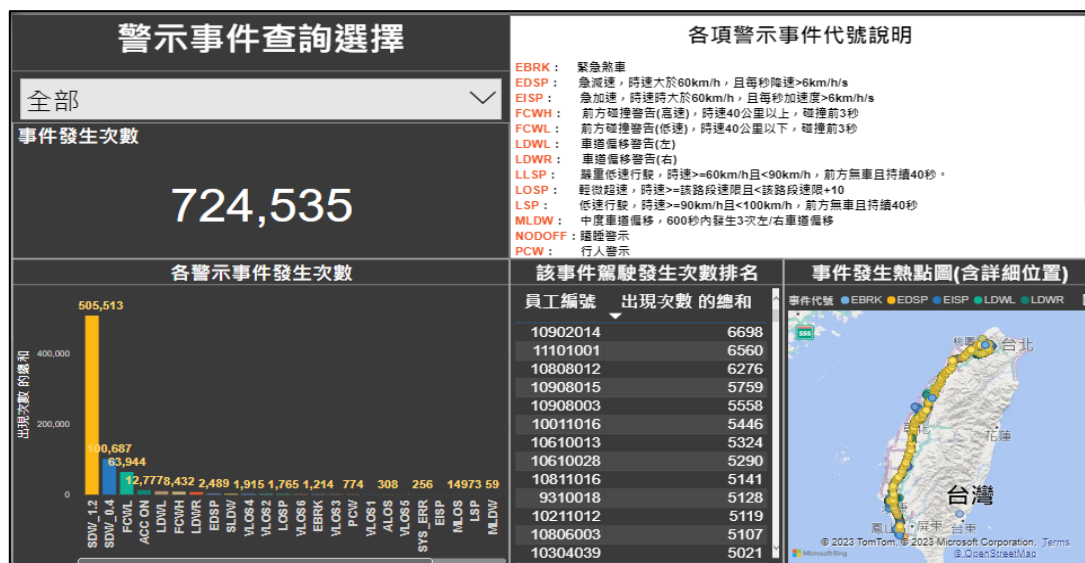 警示事件查詢選擇
全部
事件發生次數
724,535
各項警示事件代號說明
EBRK： 緊急煞車
EDSP： 急減速，時速大於60km/h，且每秒降速>6km/h/s
EISP： 急加速，時速時大於60km/h，且每秒加速度>6km/h/s
FCWH： 前方碰撞警告(高速)，時速40公里以上，碰撞前3秒
FCWL： 前方碰撞警告(低速)，時速40公里以下，碰撞前3秒
LDWL： 車道偏移警告(左)
LDWR： 車道偏移警告(右)
LLSP： 嚴重低速行駛，時速>=60km/h且<90km/h，前方無車且持續40秒。
LOSP： 輕微超速，時速>=該路段速限且<該路段速限+10
LSP： 低速行駛，時速>=90km/h且<100km/h，前方無車且持續40秒
MLDW： 中度車道偏移，600秒內發生3次左/右車道偏移
NODOFF：瞌睡警示
PCW： 行人警示
各警示事件發生次數
出現次數 的總和
400,000
200,000
0
505,513
100,687
63,944
12,777
8,432
2,489
1,915
1,765
1,214
774
308
256
149
73
59
SDW_1.2
SDW_0.4
FCWL
ACC ON
LDWL
FCWH
LDWR
EDSP
SLDW
VLOS4
VLOS2
LOSP
VLOS6
EBRK
VLOS3
PCW
VLOS1
ALOS
VLOS5
SYS_ERR
EISP
MLOS
LSP
MLDW
該事件駕駛發生次數排名
員工編號 出現次數 的總和
10902014 6698
11101001 6560
10808012 6276
10908015 5759
10908003 5558
10011016 5446
10610013 5324
10610028 5290
10811016 5141
9310018 5128
10211012 5119
10806003 5107
10304039 5021
事件發生熱點圖(含詳細位置)
事件代號 EBRK EDSP EISP LDWL LDWR
555
桃園
台北
花蓮
台灣
鳳山
屏東
台東
© 2023 TomTom, © 2023 Microsoft Corporation, Terms
© OpenStreetMap
Microsoft Bing